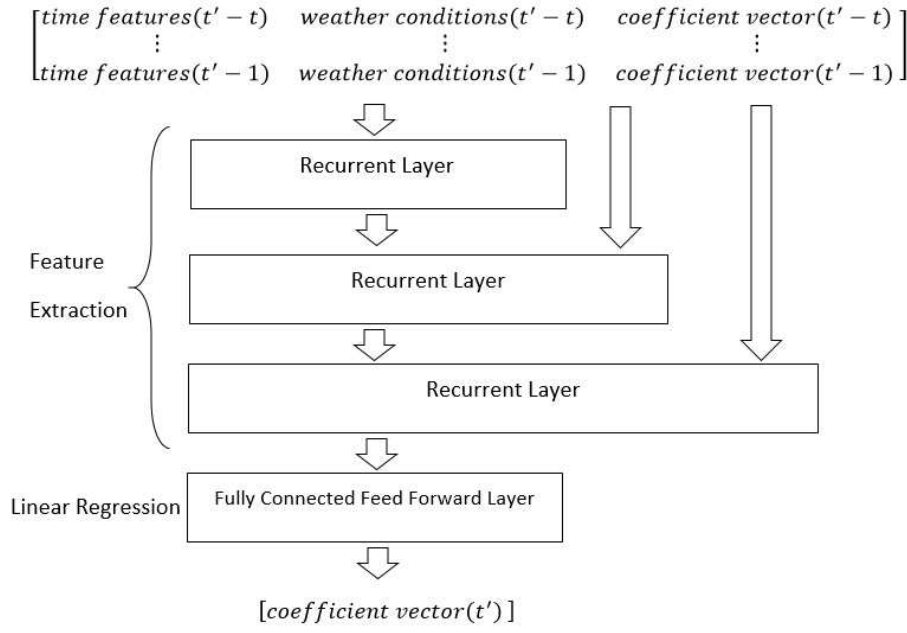 [time features(t′ − t) weather conditions(t′ − t) coefficient vector(t′ − t)
⋮ ⋮ ⋮
time features(t′ − 1) weather conditions(t′ − 1) coefficient vector(t′ − 1)]
Recurrent Layer
Recurrent Layer
Feature
Extraction
Recurrent Layer
Linear Regression
Fully Connected Feed Forward Layer
[coefficient vector(t′) ]